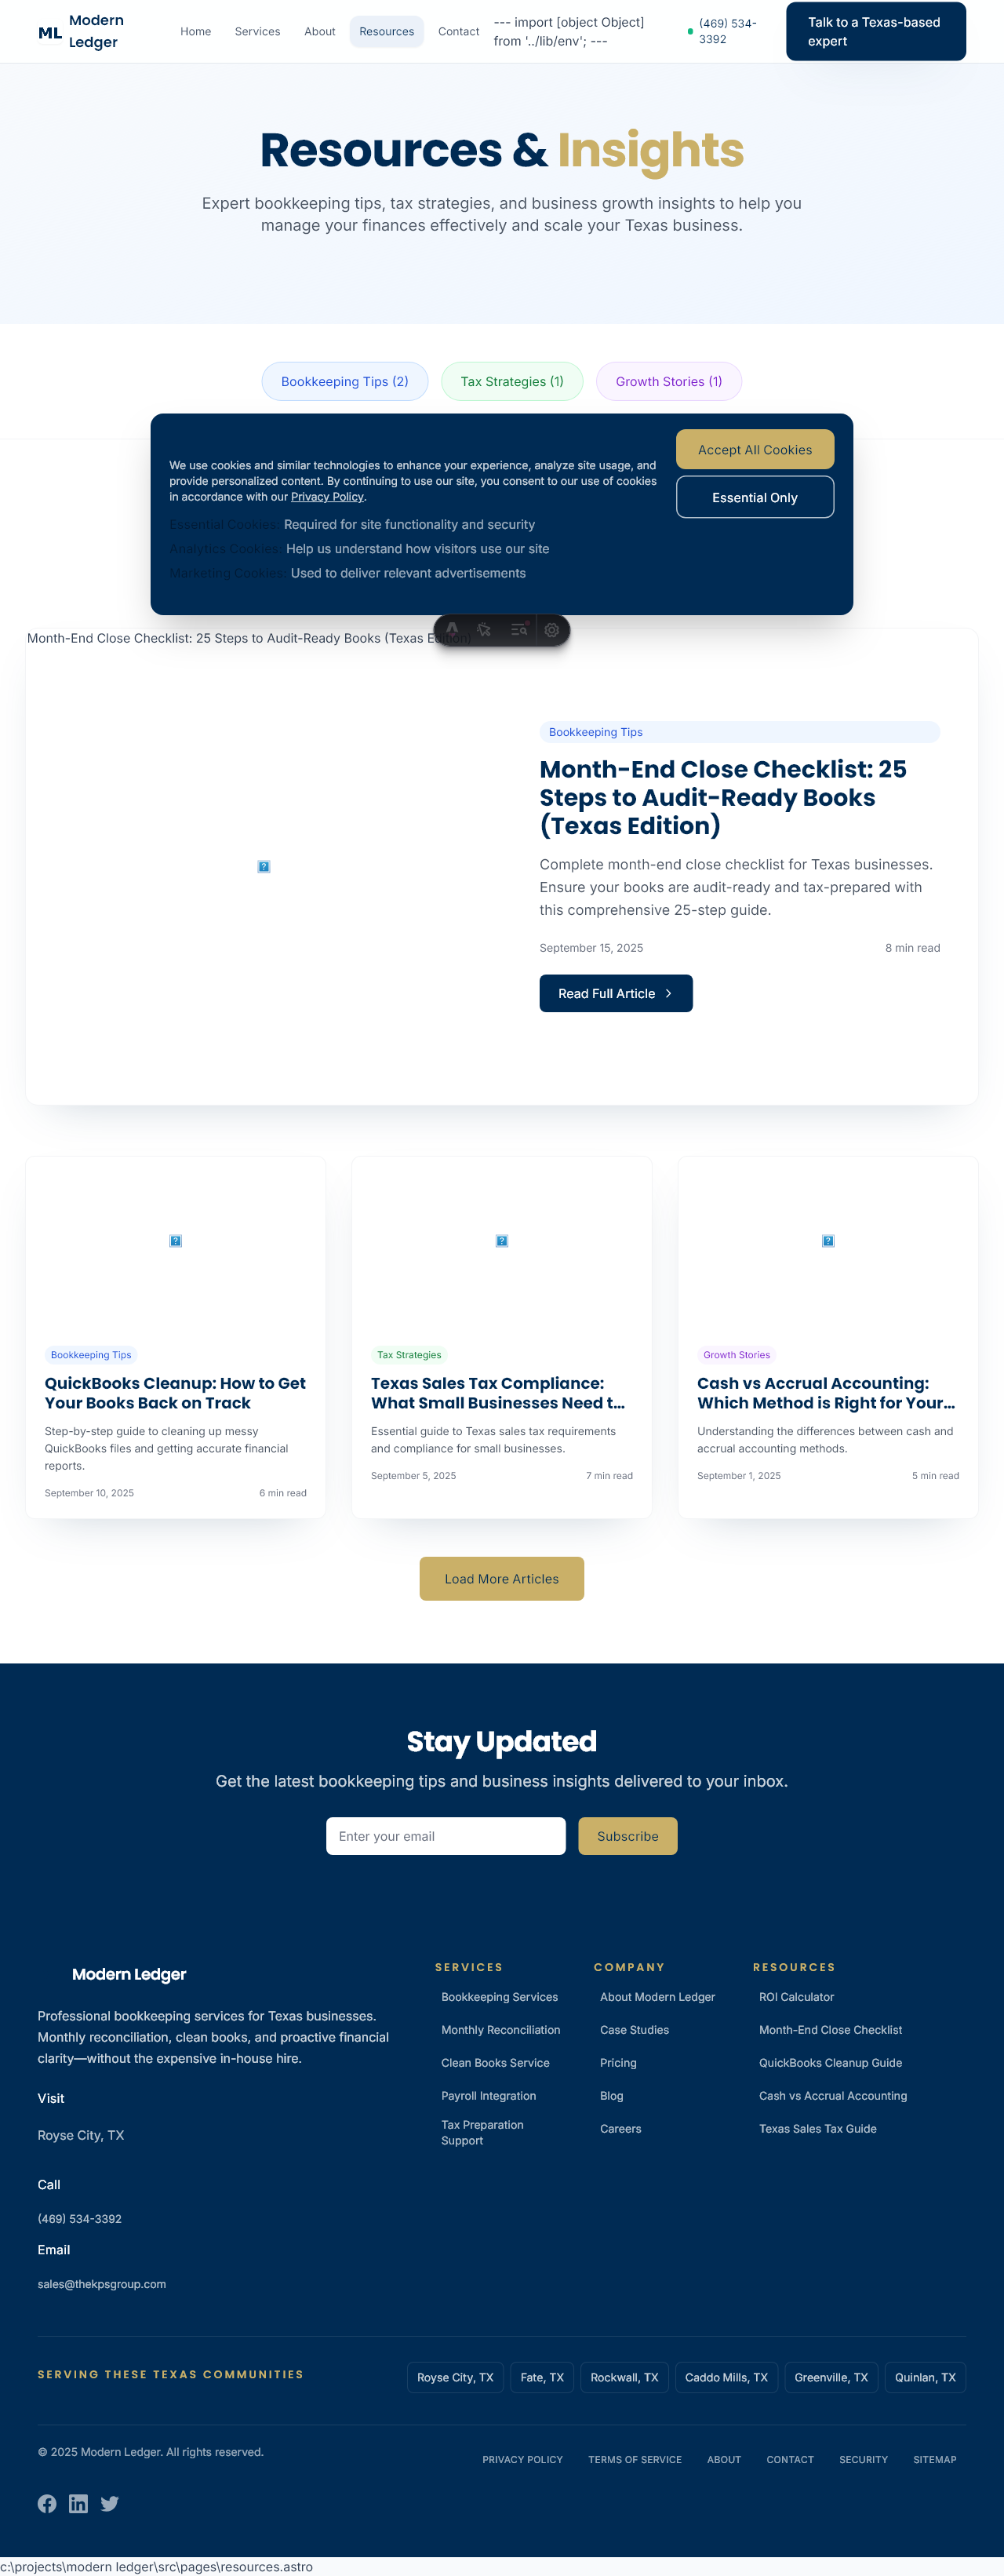 ML
Modern
Ledger
Home
Services
About
Resources
Contact
--- import [object Object]
from '../lib/env'; ---
(469) 534-
3392
Talk to a Texas-based
expert
Resources & Insights
Expert bookkeeping tips, tax strategies, and business growth insights to help you
manage your finances effectively and scale your Texas business.
Bookkeeping Tips (2)
Tax Strategies (1)
Growth Stories (1)
We use cookies and similar technologies to enhance your experience, analyze site usage, and
provide personalized content. By continuing to use our site, you consent to our use of cookies
in accordance with our Privacy Policy.
Essential Cookies: Required for site functionality and security
Analytics Cookies: Help us understand how visitors use our site
Marketing Cookies: Used to deliver relevant advertisements
Accept All Cookies
Essential Only
Month-End Close Checklist: 25 Steps to Audit-Ready Books (Texas Edition)
Bookkeeping Tips
Month-End Close Checklist: 25
Steps to Audit-Ready Books
(Texas Edition)
Complete month-end close checklist for Texas businesses.
Ensure your books are audit-ready and tax-prepared with
this comprehensive 25-step guide.
September 15, 2025
8 min read
Read Full Article
Bookkeeping Tips
QuickBooks Cleanup: How to Get
Your Books Back on Track
Step-by-step guide to cleaning up messy
QuickBooks files and getting accurate financial
reports.
September 10, 2025
6 min read
Tax Strategies
Texas Sales Tax Compliance:
What Small Businesses Need t...
Essential guide to Texas sales tax requirements
and compliance for small businesses.
September 5, 2025
7 min read
Growth Stories
Cash vs Accrual Accounting:
Which Method is Right for Your...
Understanding the differences between cash and
accrual accounting methods.
September 1, 2025
5 min read
Load More Articles
Stay Updated
Get the latest bookkeeping tips and business insights delivered to your inbox.
Enter your email
Subscribe
Modern Ledger
Professional bookkeeping services for Texas businesses.
Monthly reconciliation, clean books, and proactive financial
clarity—without the expensive in-house hire.
Visit
Royse City, TX
Call
(469) 534-3392
Email
sales@thekpsgroup.com
SERVICES
Bookkeeping Services
Monthly Reconciliation
Clean Books Service
Payroll Integration
Tax Preparation
Support
COMPANY
About Modern Ledger
Case Studies
Pricing
Blog
Careers
RESOURCES
ROI Calculator
Month-End Close Checklist
QuickBooks Cleanup Guide
Cash vs Accrual Accounting
Texas Sales Tax Guide
SERVING THESE TEXAS COMMUNITIES
Royse City, TX
Fate, TX
Rockwall, TX
Caddo Mills, TX
Greenville, TX
Quinlan, TX
© 2025 Modern Ledger. All rights reserved.
PRIVACY POLICY
TERMS OF SERVICE
ABOUT
CONTACT
SECURITY
SITEMAP
c:\projects\modern ledger\src\pages\resources.astro